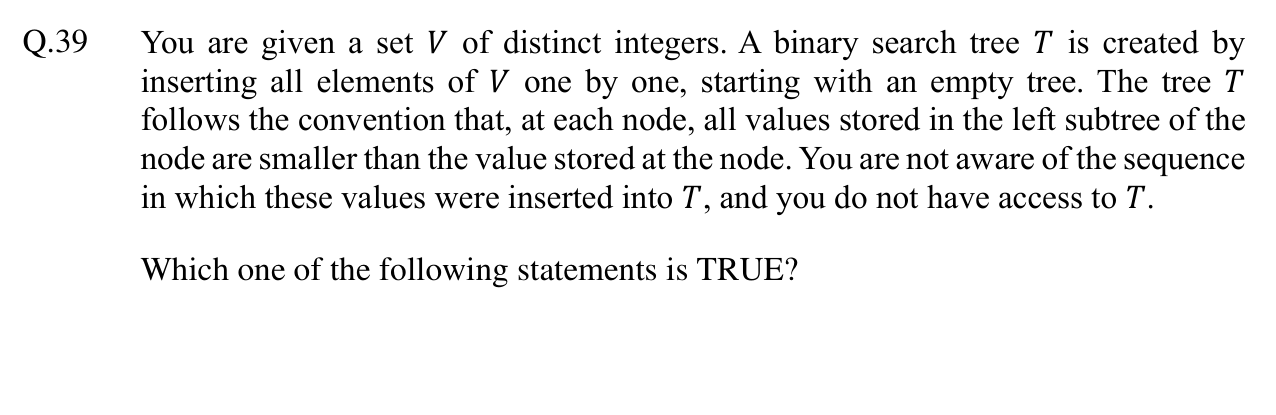 Q.39 You are given a set V of distinct integers. A binary search tree T is created by
inserting all elements of V one by one, starting with an empty tree. The tree T
follows the convention that, at each node, all values stored in the left subtree of the
node are smaller than the value stored at the node. You are not aware of the sequence
in which these values were inserted into T, and you do not have access to T.
Which one of the following statements is TRUE?